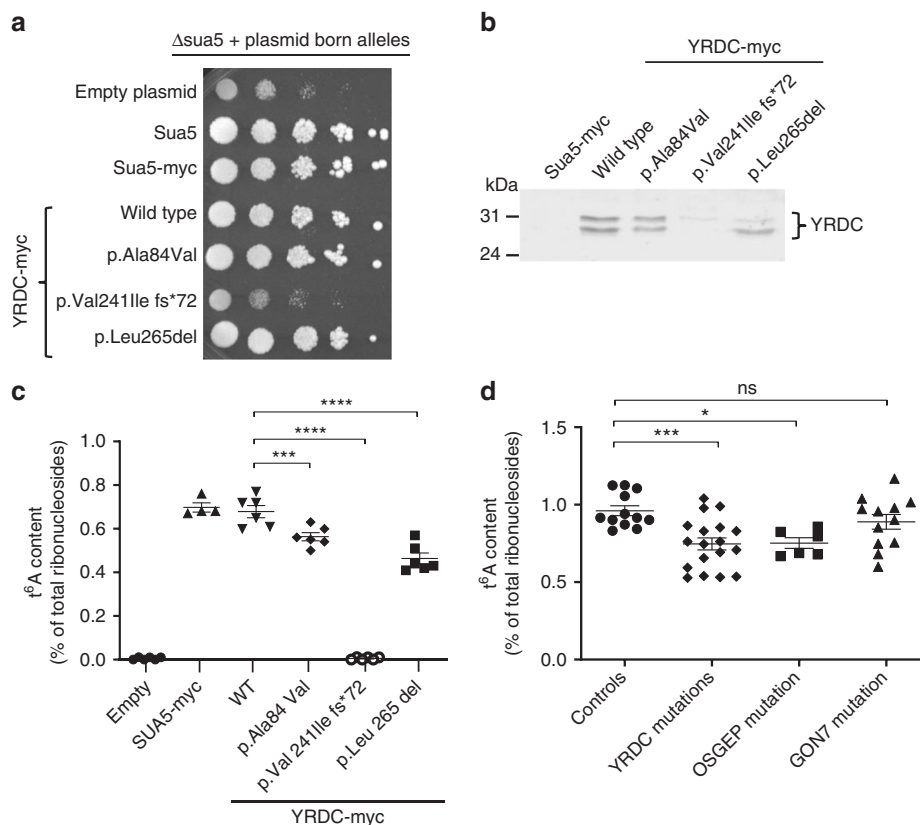 a
Δsua5 + plasmid born alleles
Empty plasmid
Sua5
Sua5-myc
Wild type
p.Ala84Val
p.Val241Ile fs*72
p.Leu265del
YRDC-myc
b
YRDC-myc
Sua5-myc
Wild type
p.Ala84Val
p.Val241Ile fs*72
p.Leu265del
kDa
31
24
YRDC
c
t⁶A content
(% of total ribonucleosides)
1.0
0.8
0.6
0.4
0.2
0.0
****
****
***
Empty
SUA5-myc
WT
p.Ala84 Val
p.Val 241Ile fs*72
p.Leu 265 del
YRDC-myc
d
t⁶A content
(% of total ribonucleosides)
1.5
1.0
0.5
0.0
ns
*
***
Controls
YRDC mutations
OSGEP mutation
GON7 mutation